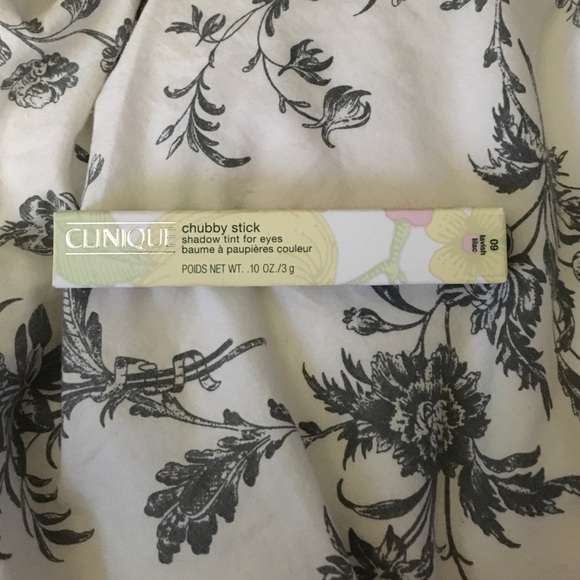 CLINIQUE
chubby stick
shadow tint for eyes
baume à paupières couleur
POIDS NET WT. .10 OZ./3 g
09
lavish
lilac